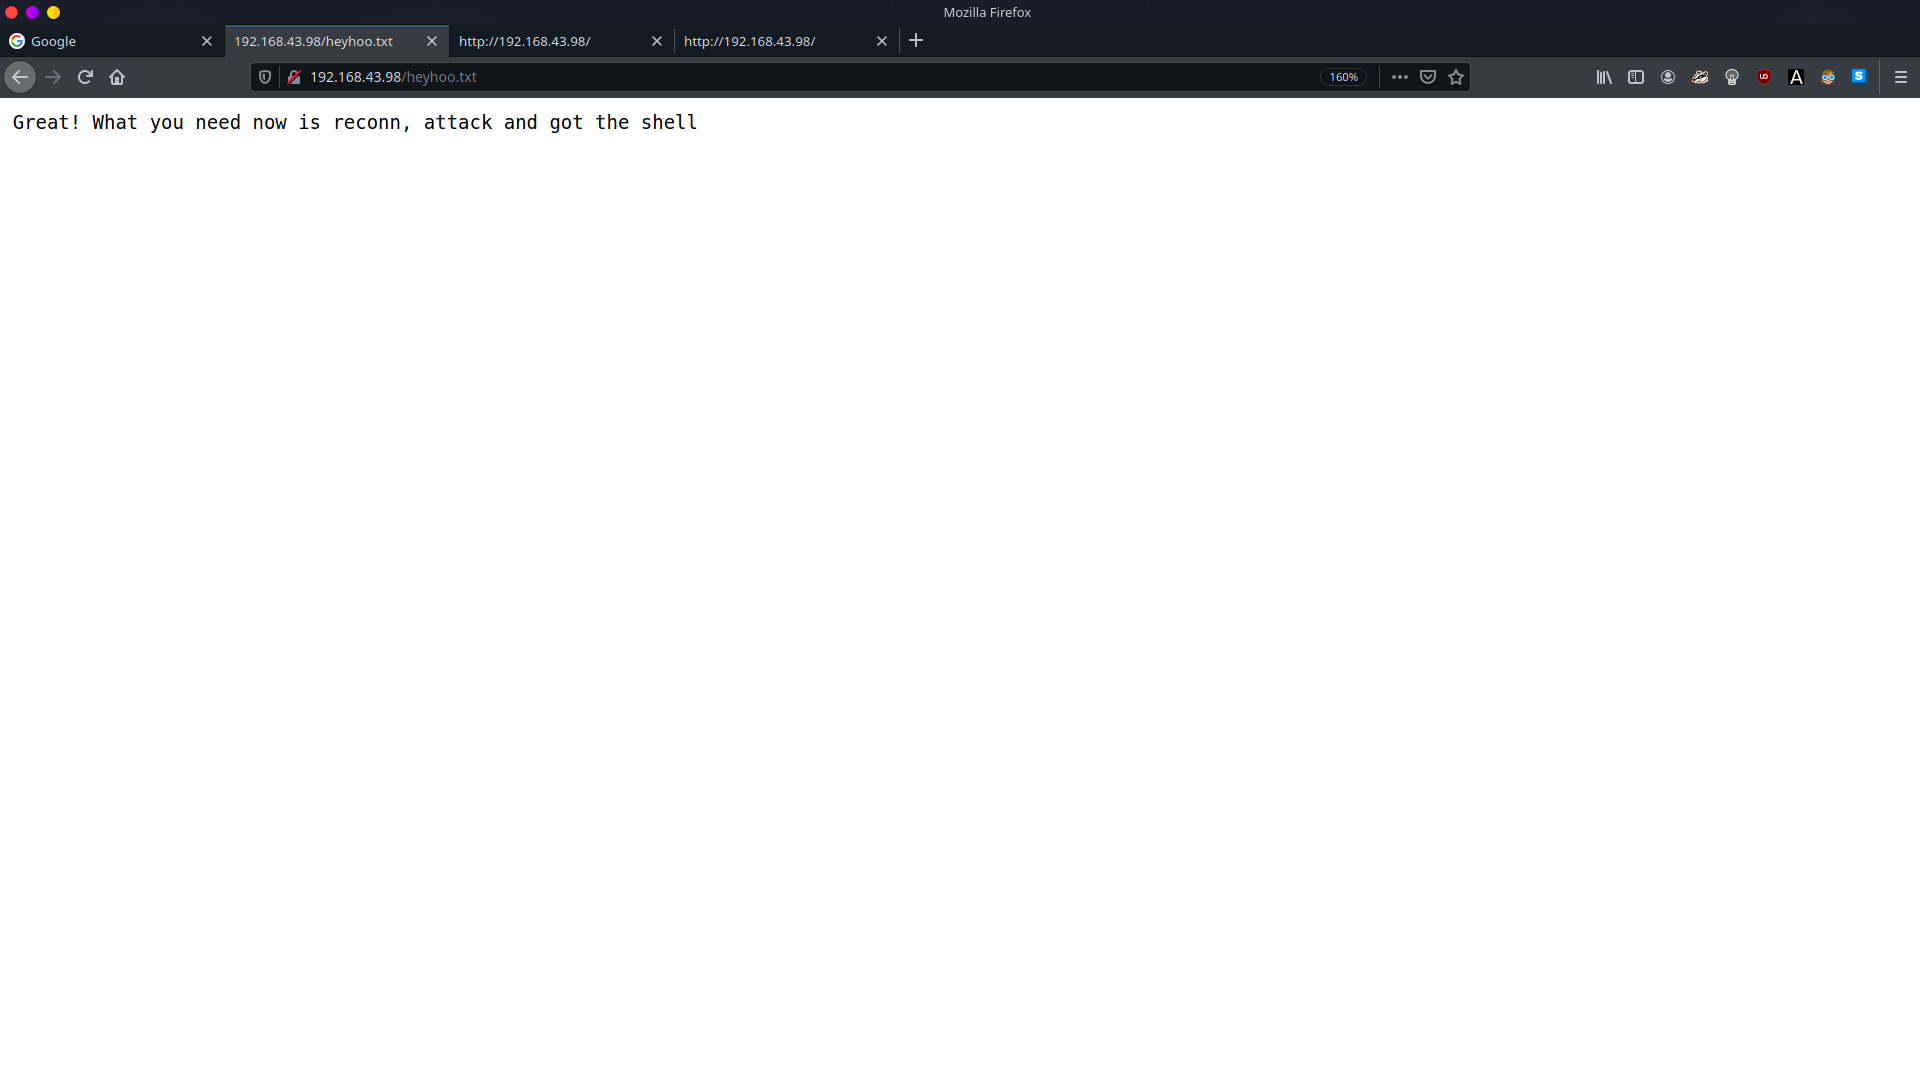 Mozilla Firefox
Google
192.168.43.98/heyhoo.txt
http://192.168.43.98/
http://192.168.43.98/
192.168.43.98/heyhoo.txt
160%
Great! What you need now is reconn, attack and got the shell